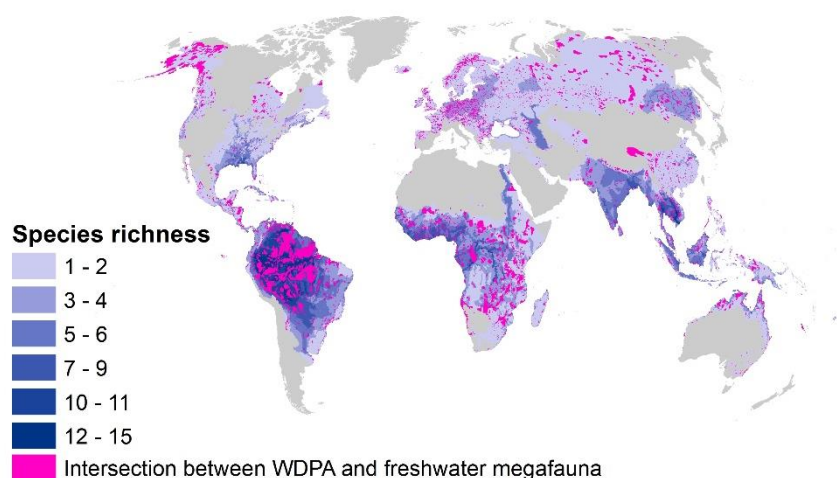 Species richness
1 - 2
3 - 4
5 - 6
7 - 9
10 - 11
12 - 15
Intersection between WDPA and freshwater megafauna